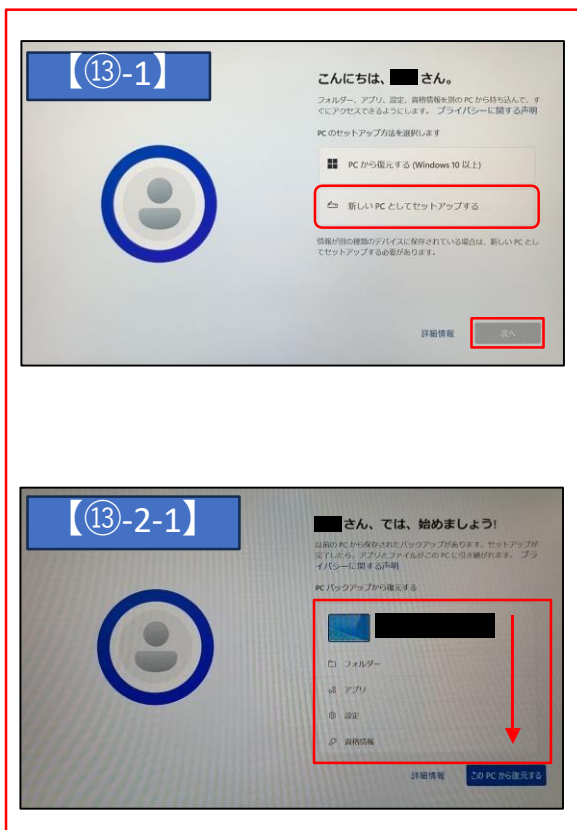 【⑬-1】
こんにちは、 さん。
フォルダー、アプリ、設定、資格情報を別の PC から持ち込んで、す
ぐにアクセスできるようにします。 プライバシーに関する声明
PC のセットアップ方法を選択します
PC から復元する (Windows 10 以上)
新しい PC としてセットアップする
情報が別の種類のデバイスに保存されている場合は、新しい PC とし
てセットアップする必要があります。
詳細情報
次へ
【⑬-2-1】
さん、では、始めましょう!
以前の PC から保存されたバックアップがあります。セットアップが
完了したら、アプリとファイルがこの PC に引き継がれます。 プラ
イバシーに関する声明
PC バックアップから復元する
フォルダー
アプリ
設定
資格情報
詳細情報
この PC から復元する